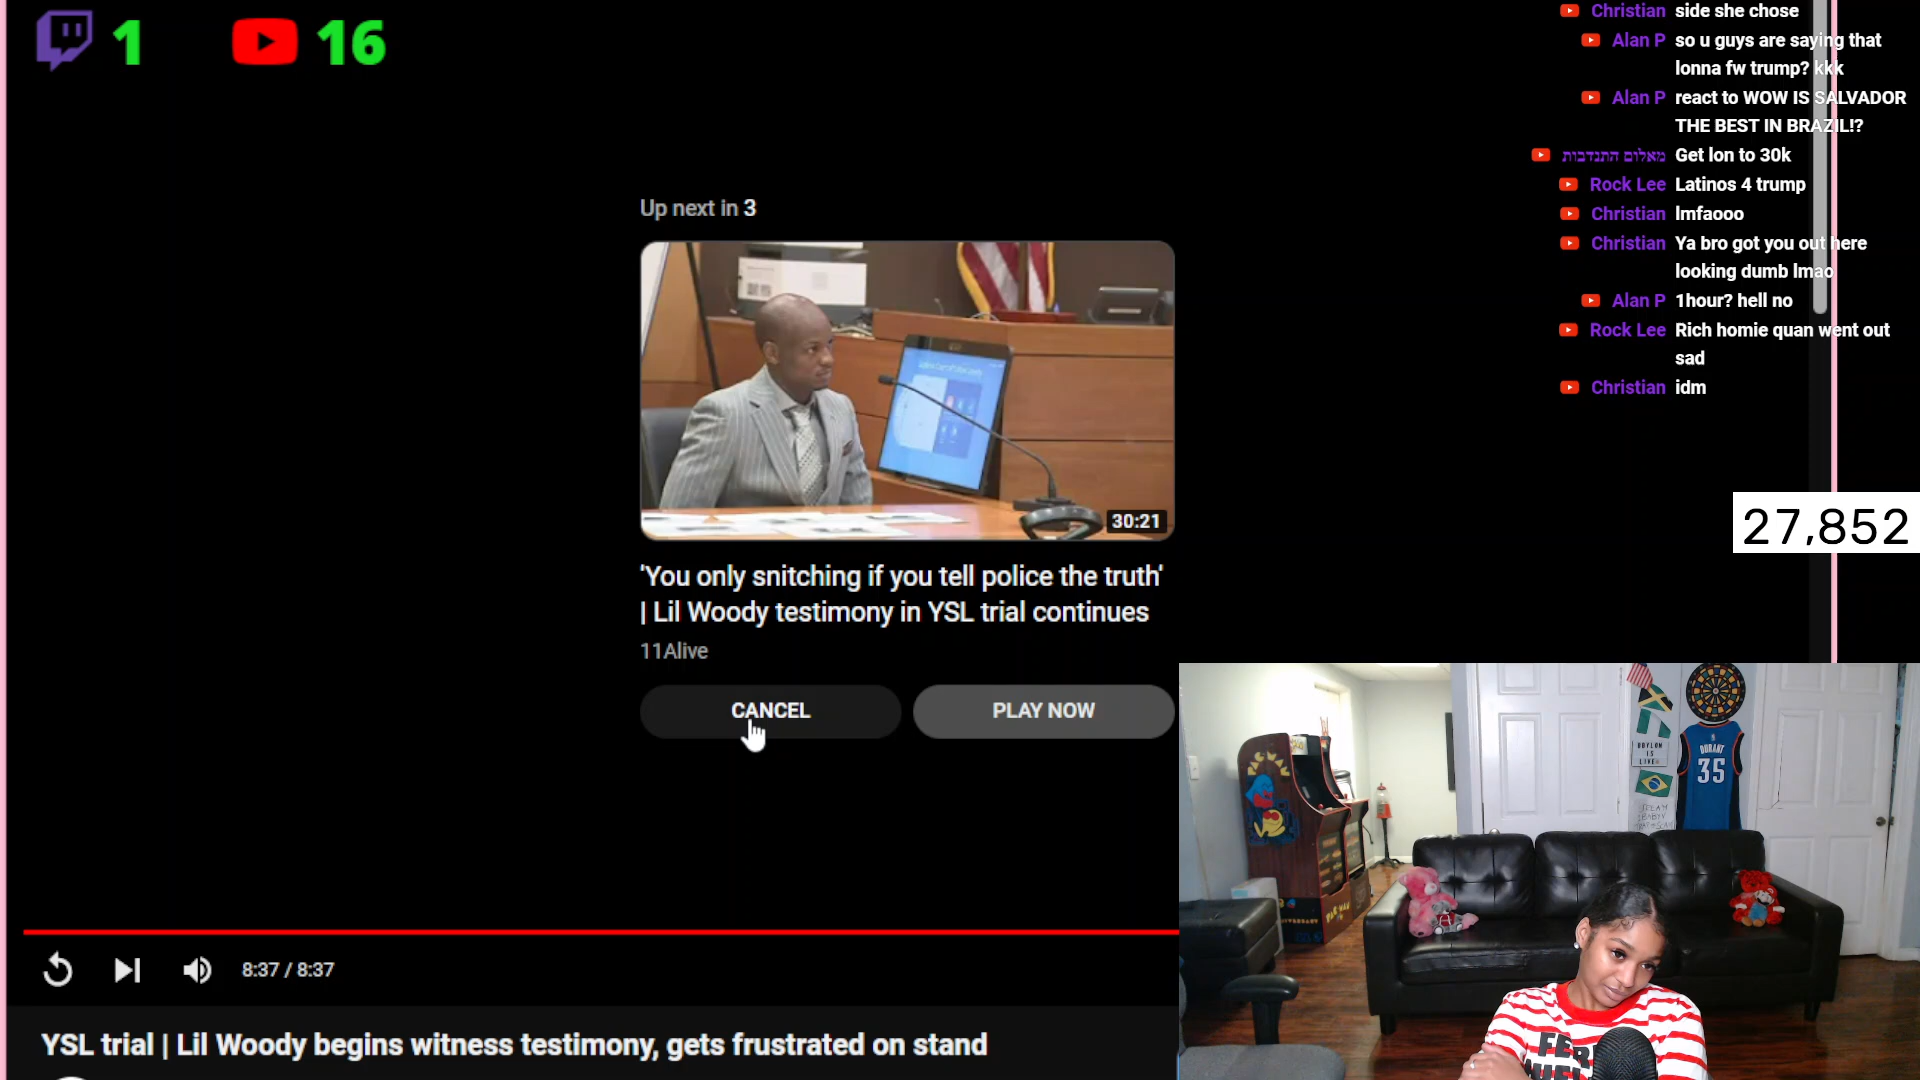 1
16
Christian side she chose
Alan P so u guys are saying that
lonna fw trump? kkk
Alan P react to WOW IS SALVADOR
THE BEST IN BRAZIL!?
מאלום התנדבות Get lon to 30k
Rock Lee Latinos 4 trump
Christian lmfaooo
Christian Ya bro got you out here
looking dumb lmao
Alan P 1hour? hell no
Rock Lee Rich homie quan went out
sad
Christian idm
Up next in 3
30:21
'You only snitching if you tell police the truth'
| Lil Woody testimony in YSL trial continues
11Alive
CANCEL
PLAY NOW
27,852
8:37 / 8:37
YSL trial | Lil Woody begins witness testimony, gets frustrated on stand
PAC-MAN
DURANT
35